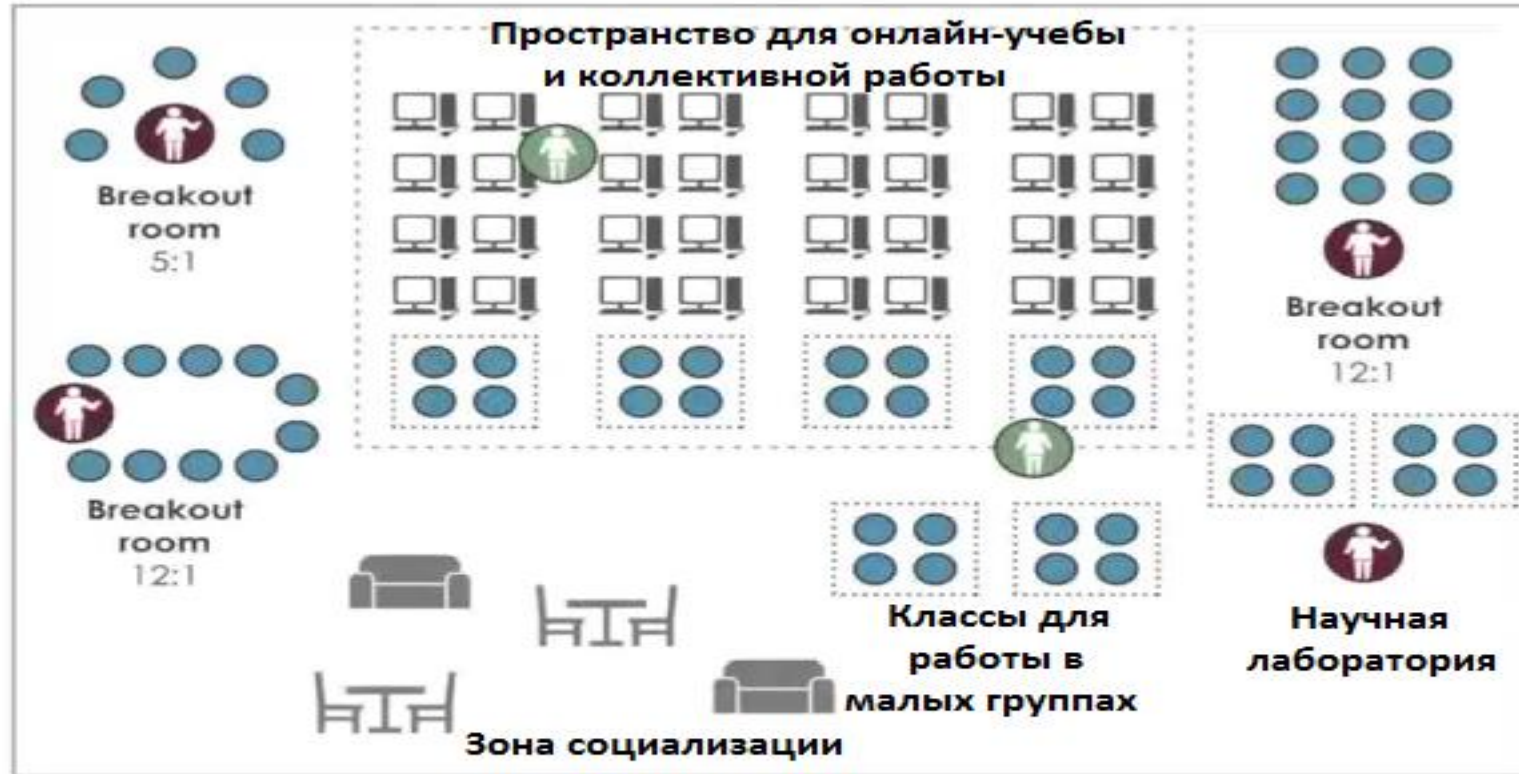 Пространство для онлайн-учебы
и коллективной работы
Breakout
room
5:1
Breakout
room
12:1
Breakout
room
12:1
Классы для
работы в
малых группах
Научная
лаборатория
Зона социализации